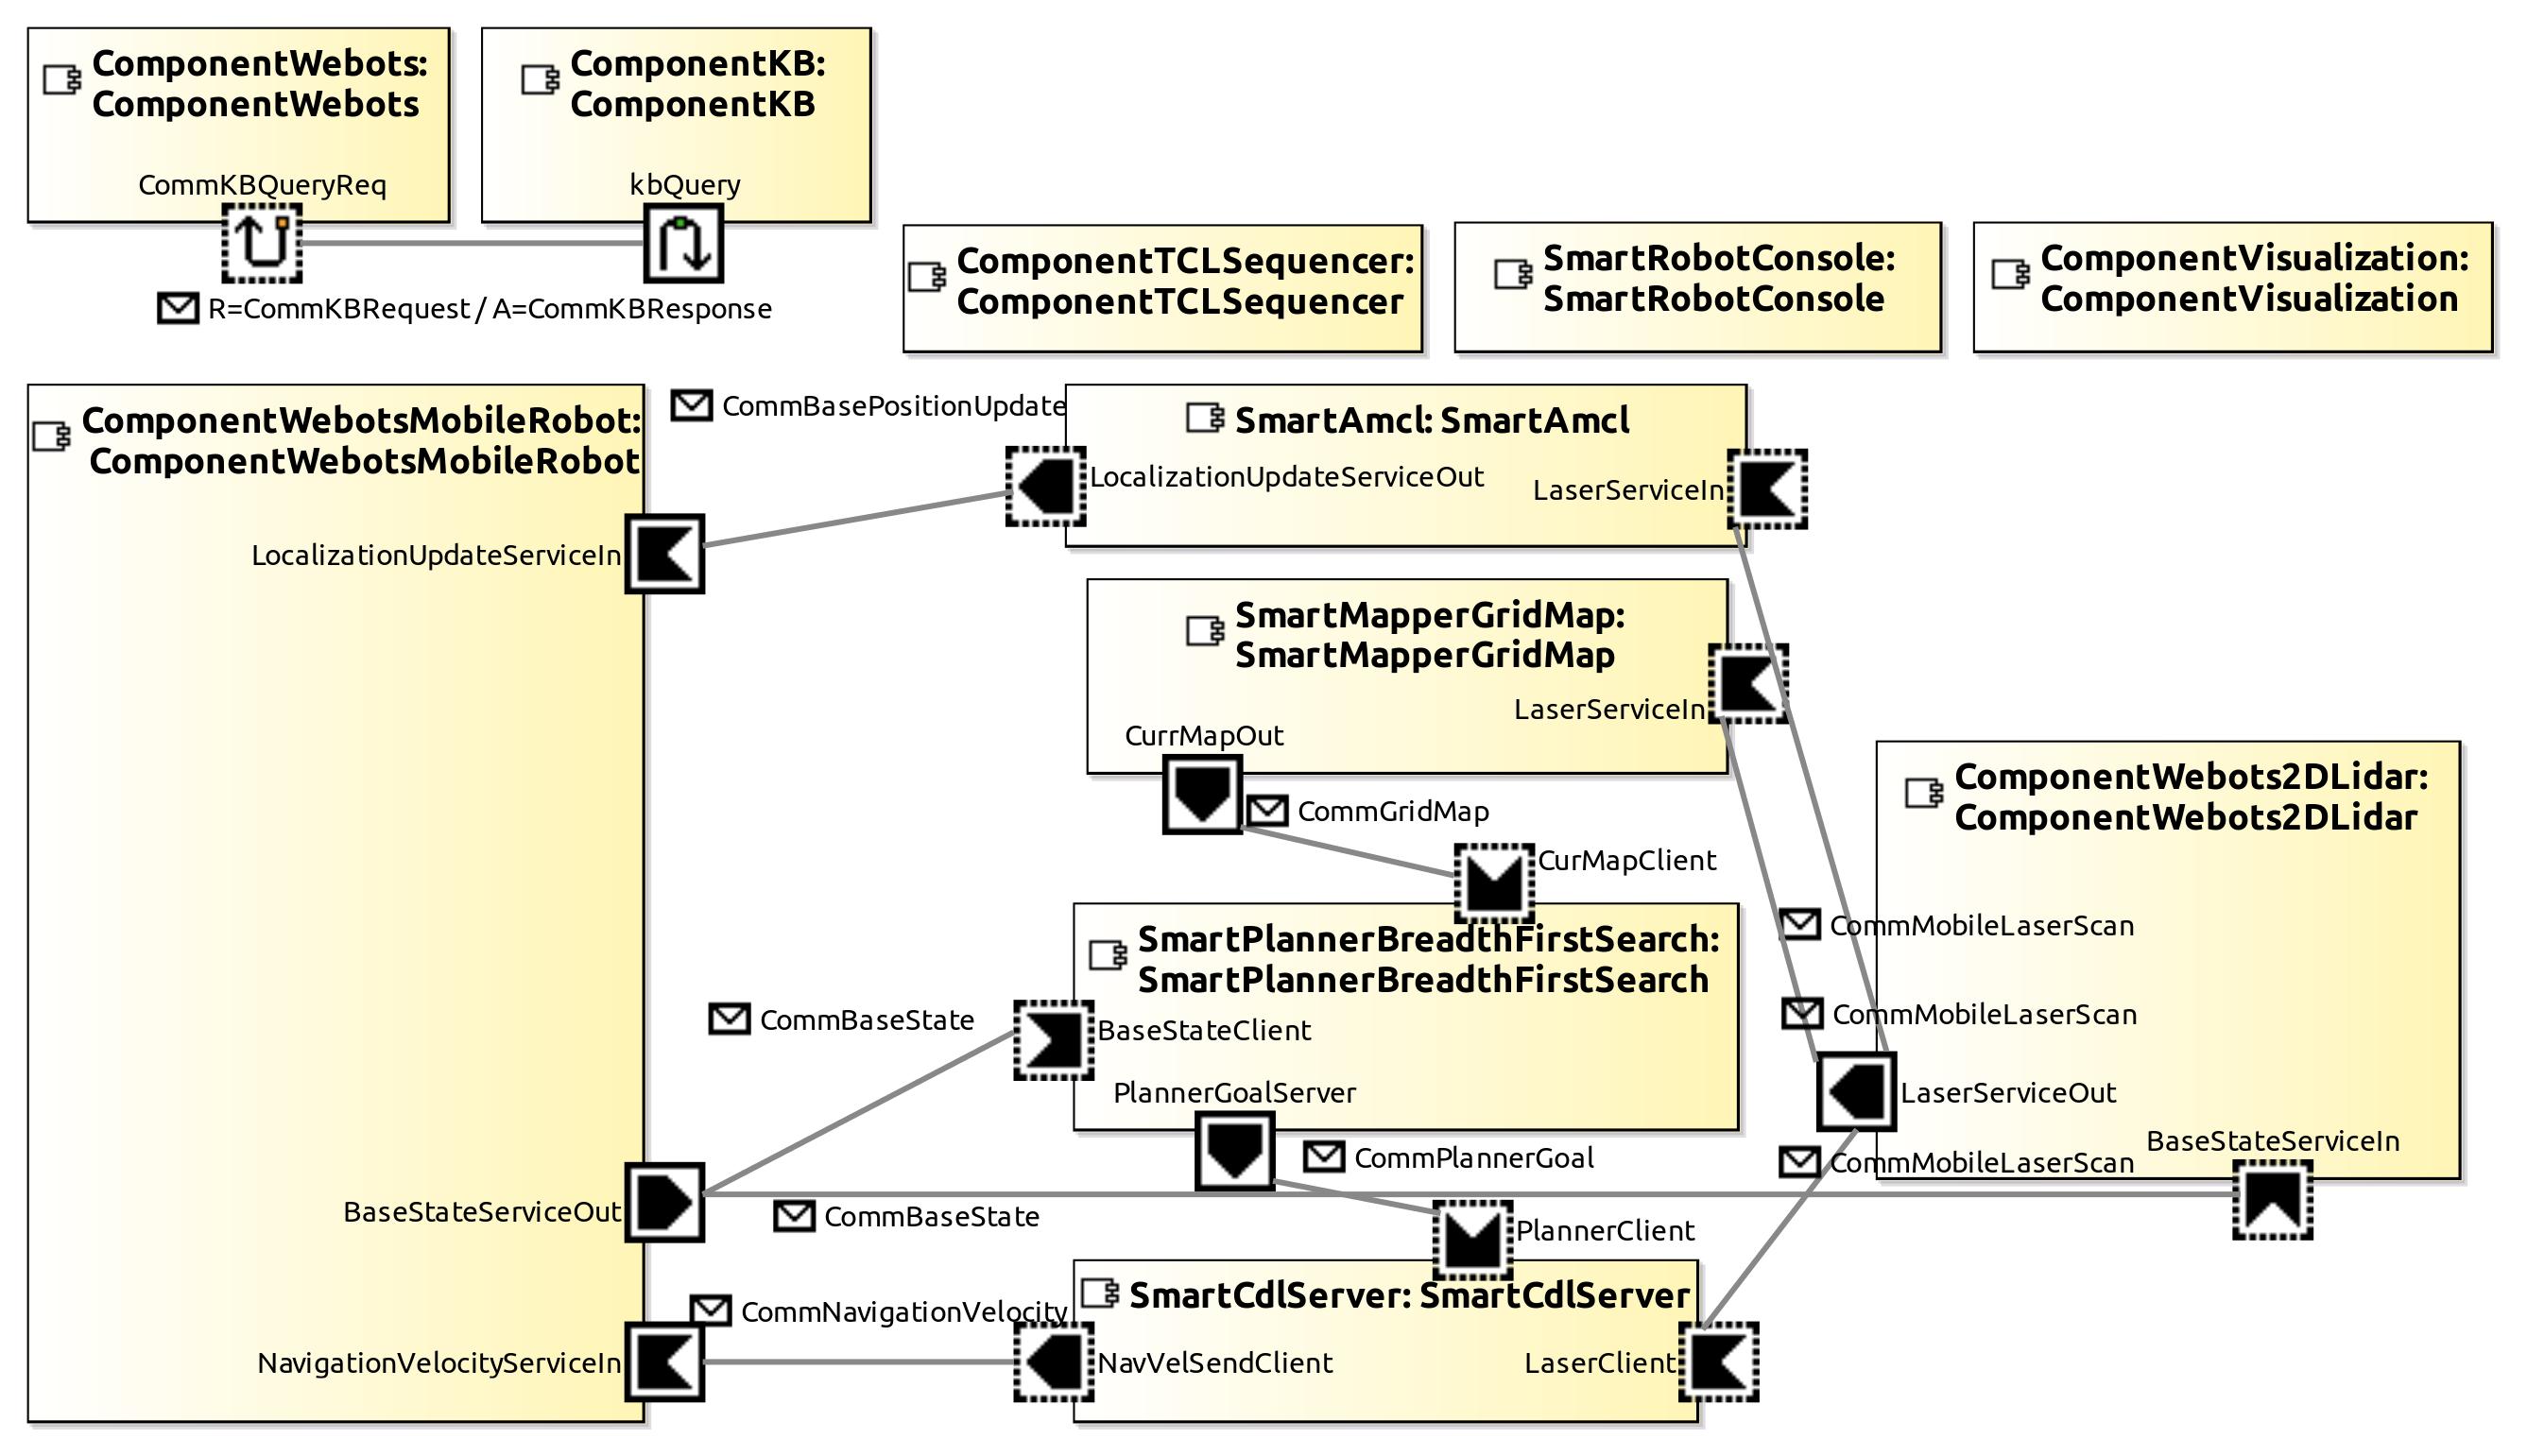 ComponentWebots:
ComponentWebots
CommKBQueryReq
ComponentKB:
ComponentKB
kbQuery
R=CommKBRequest / A=CommKBResponse
ComponentTCLSequencer:
ComponentTCLSequencer
SmartRobotConsole:
SmartRobotConsole
ComponentVisualization:
ComponentVisualization
ComponentWebotsMobileRobot:
ComponentWebotsMobileRobot
LocalizationUpdateServiceIn
BaseStateServiceOut
NavigationVelocityServiceIn
CommBasePositionUpdate
SmartAmcl: SmartAmcl
LocalizationUpdateServiceOut
LaserServiceIn
SmartMapperGridMap:
SmartMapperGridMap
LaserServiceIn
CurrMapOut
CommGridMap
CurMapClient
SmartPlannerBreadthFirstSearch:
SmartPlannerBreadthFirstSearch
CommBaseState
BaseStateClient
PlannerGoalServer
CommPlannerGoal
CommBaseState
PlannerClient
SmartCdlServer: SmartCdlServer
CommNavigationVelocity
NavVelSendClient
LaserClient
ComponentWebots2DLidar:
ComponentWebots2DLidar
CommMobileLaserScan
CommMobileLaserScan
LaserServiceOut
BaseStateServiceIn
CommMobileLaserScan